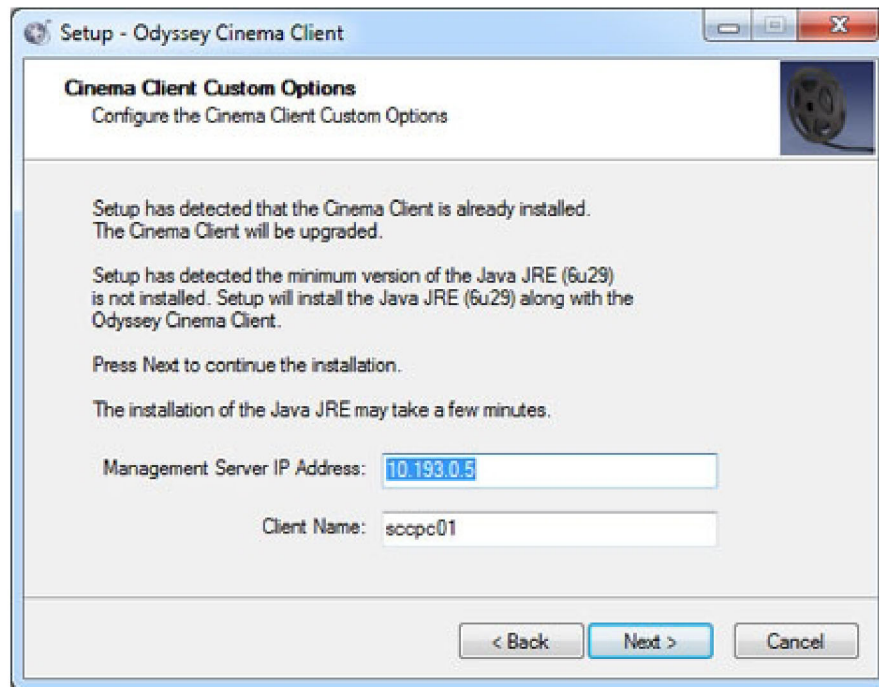 Setup - Odyssey Cinema Client
Cinema Client Custom Options
Configure the Cinema Client Custom Options
Setup has detected that the Cinema Client is already installed.
The Cinema Client will be upgraded.
Setup has detected the minimum version of the Java JRE (6u29)
is not installed. Setup will install the Java JRE (6u29) along with the
Odyssey Cinema Client.
Press Next to continue the installation.
The installation of the Java JRE may take a few minutes.
Management Server IP Address: 10.193.0.5
Client Name: sccpc01
< Back Next > Cancel